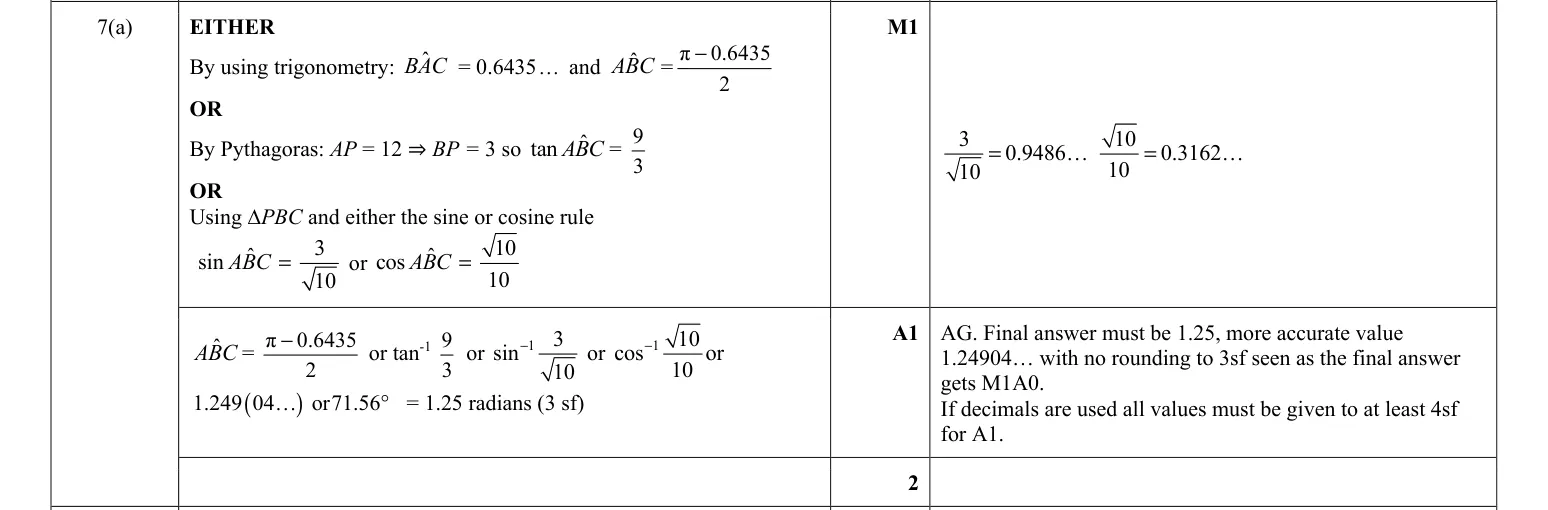 7(a)
EITHER
M1
By using trigonometry: BÂC = 0.6435… and AB̂C = (π − 0.6435)/2
OR
By Pythagoras: AP = 12 ⇒ BP = 3 so tan AB̂C = 9/3
3/√10 = 0.9486… √10/10 = 0.3162…
OR
Using ΔPBC and either the sine or cosine rule
sin AB̂C = 3/√10 or cos AB̂C = √10/10
AB̂C = (π − 0.6435)/2 or tan⁻¹ 9/3 or sin⁻¹ 3/√10 or cos⁻¹ √10/10 or
1.249(04…) or 71.56° = 1.25 radians (3 sf)
A1
AG. Final answer must be 1.25, more accurate value
1.24904… with no rounding to 3sf seen as the final answer
gets M1A0.
If decimals are used all values must be given to at least 4sf
for A1.
2